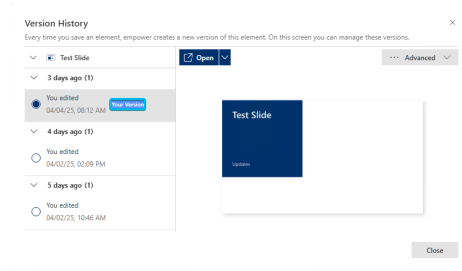 Version History
Every time you save an element, empower creates a new version of this element. On this screen you can manage these versions.
Test Slide
Open
Advanced
3 days ago (1)
You edited
04/04/25, 08:12 AM
Your Version
4 days ago (1)
You edited
04/02/25, 02:09 PM
5 days ago (1)
You edited
04/02/25, 10:46 AM
Test Slide
Updates
Close